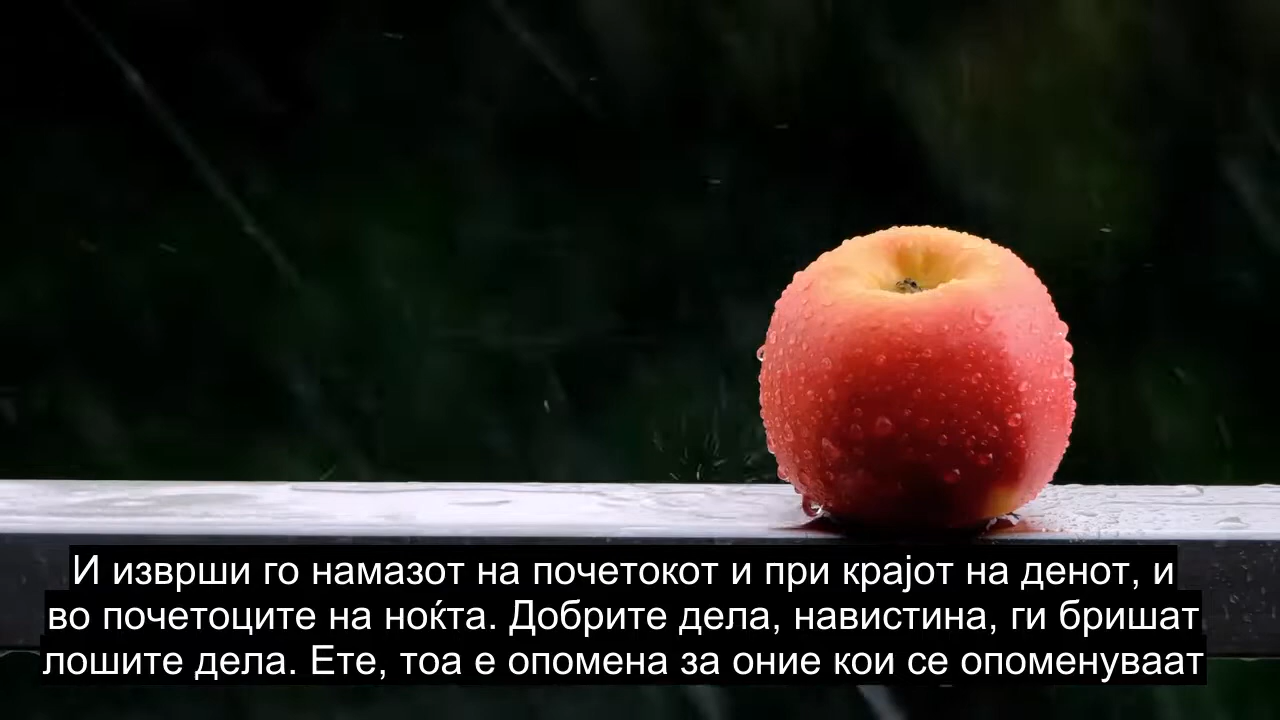 И изврши го намазот на почетокот и при крајот на денот, и
во почетоците на ноќта. Добрите дела, навистина, ги бришат
лошите дела. Ете, тоа е опомена за оние кои се опоменуваат